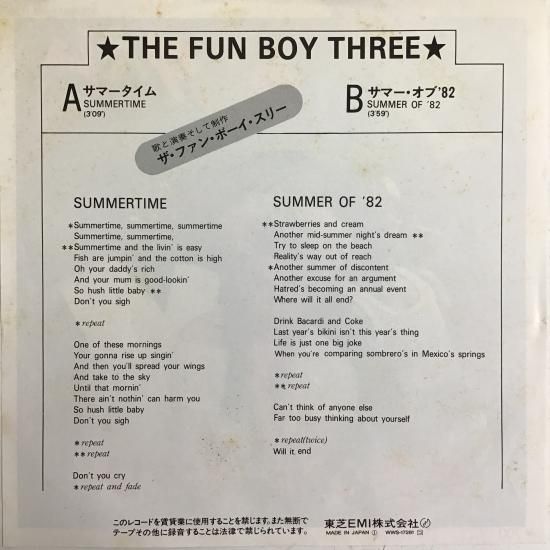 ★THE FUN BOY THREE★
A サマータイム
SUMMERTIME
(3'09")
B サマー・オブ'82
SUMMER OF '82
(3'59")
歌と演奏そして制作
ザ・ファン・ボーイ・スリー
SUMMERTIME
*Summertime, summertime, summertime
Summertime, summertime,
**Summertime and the livin' is easy
Fish are jumpin' and the cotton is high
Oh your daddy's rich
And your mum is good-lookin'
So hush little baby **
Don't you sigh
*repeat
One of these mornings
Your gonna rise up singin'
And then you'll spread your wings
And take to the sky
Until that mornin'
There ain't nothin' can harm you
So hush little baby
Don't you sigh
*repeat
**repeat
Don't you cry
*repeat and fade
SUMMER OF '82
**Strawberries and cream
Another mid-summer night's dream **
Try to sleep on the beach
Reality's way out of reach
*Another summer of discontent
Another excuse for an argument
Hatred's becoming an annual event
Where will it all end?
Drink Bacardi and Coke
Last year's bikini isn't this year's thing
Life is just one big joke
When you're comparing sombrero's in Mexico's springs
*repeat
**repeat
Can't think of anyone else
Far too busy thinking about yourself
*repeat(twice)
Will it end
このレコードを賃貸業に使用することを禁じます。また無断で
テープその他に録音することは法律で禁じられています。
東芝EMI株式会社
MADE IN JAPAN WWS-17281